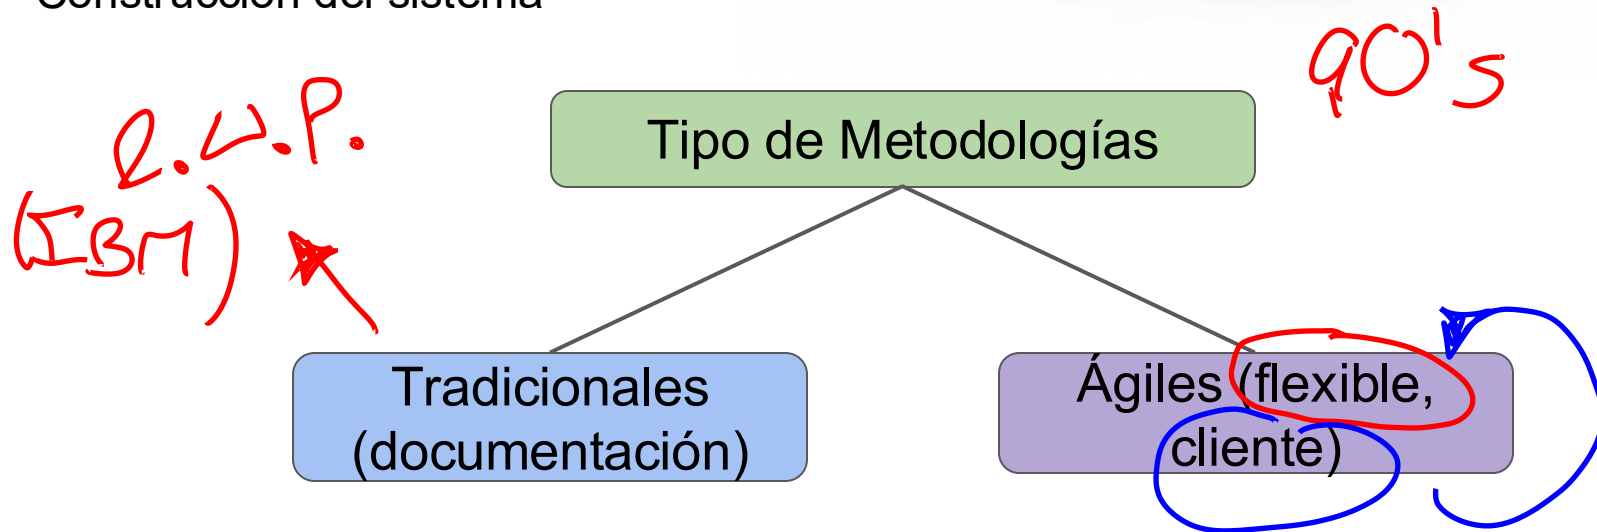 Construcción del sistema
90's
R.U.P.
(IBM)
Tipo de Metodologías
Tradicionales
(documentación)
Ágiles (flexible,
cliente)